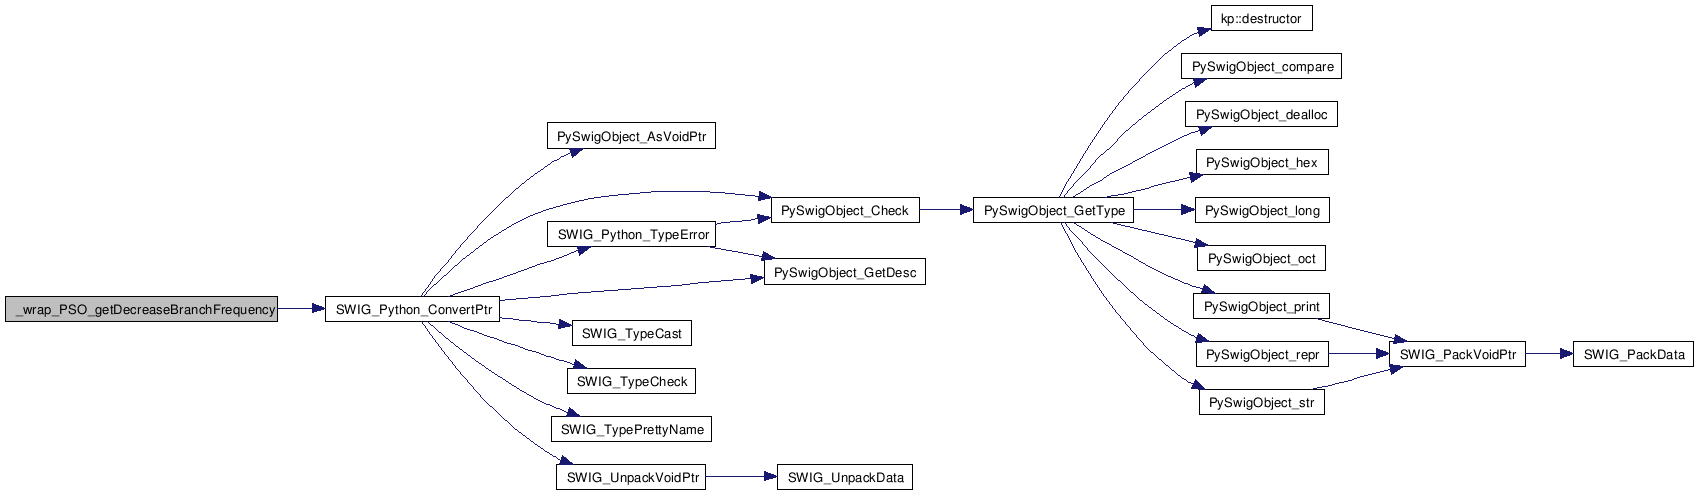 _wrap_PSO_getDecreaseBranchFrequency
SWIG_Python_ConvertPtr
PySwigObject_AsVoidPtr
SWIG_Python_TypeError
SWIG_TypeCast
SWIG_TypeCheck
SWIG_TypePrettyName
SWIG_UnpackVoidPtr
PySwigObject_Check
PySwigObject_GetDesc
SWIG_UnpackData
PySwigObject_GetType
kp::destructor
PySwigObject_compare
PySwigObject_dealloc
PySwigObject_hex
PySwigObject_long
PySwigObject_oct
PySwigObject_print
PySwigObject_repr
PySwigObject_str
SWIG_PackVoidPtr
SWIG_PackData